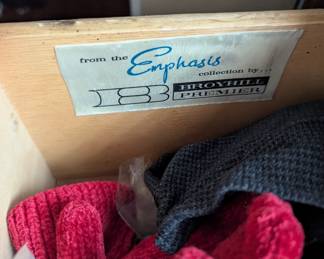 from the Emphasis
collection by...
BROYHILL
PREMIER